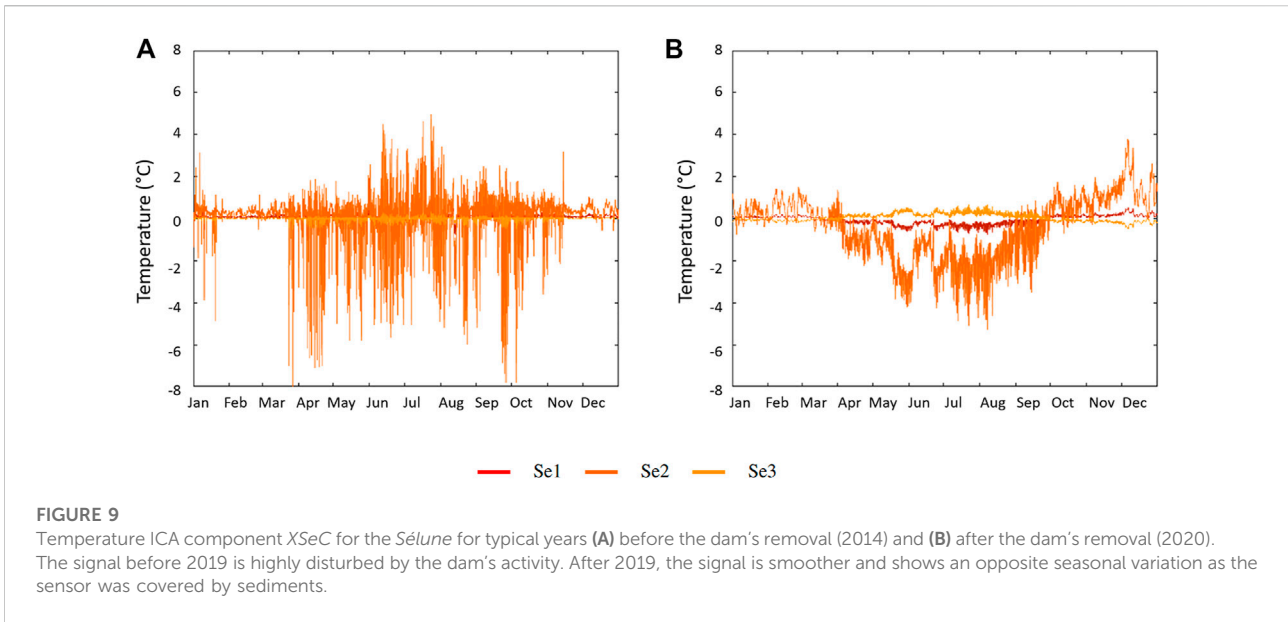 A
B
8
6
4
2
0
-2
-4
-6
-8
Temperature (°C)
Jan Feb Mar Apr May Jun Jul Aug Sep Oct Nov Dec
8
6
4
2
0
-2
-4
-6
-8
Temperature (°C)
Jan Feb Mar Apr May Jun Jul Aug Sep Oct Nov Dec
Se1 Se2 Se3
FIGURE 9
Temperature ICA component XSeC for the Sélune for typical years (A) before the dam's removal (2014) and (B) after the dam's removal (2020).
The signal before 2019 is highly disturbed by the dam's activity. After 2019, the signal is smoother and shows an opposite seasonal variation as the
sensor was covered by sediments.